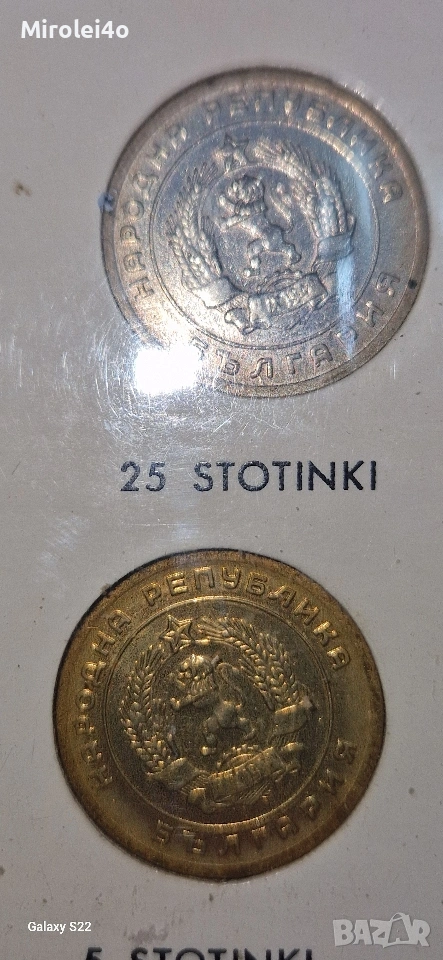 Mirolei4o
НАРОДНА РЕПУБЛИКА
БЪЛГАРИЯ
25 STOTINKI
НАРОДНА РЕПУБЛИКА
БЪЛГАРИЯ
Galaxy S22
BAZAR
5 STOTINKI